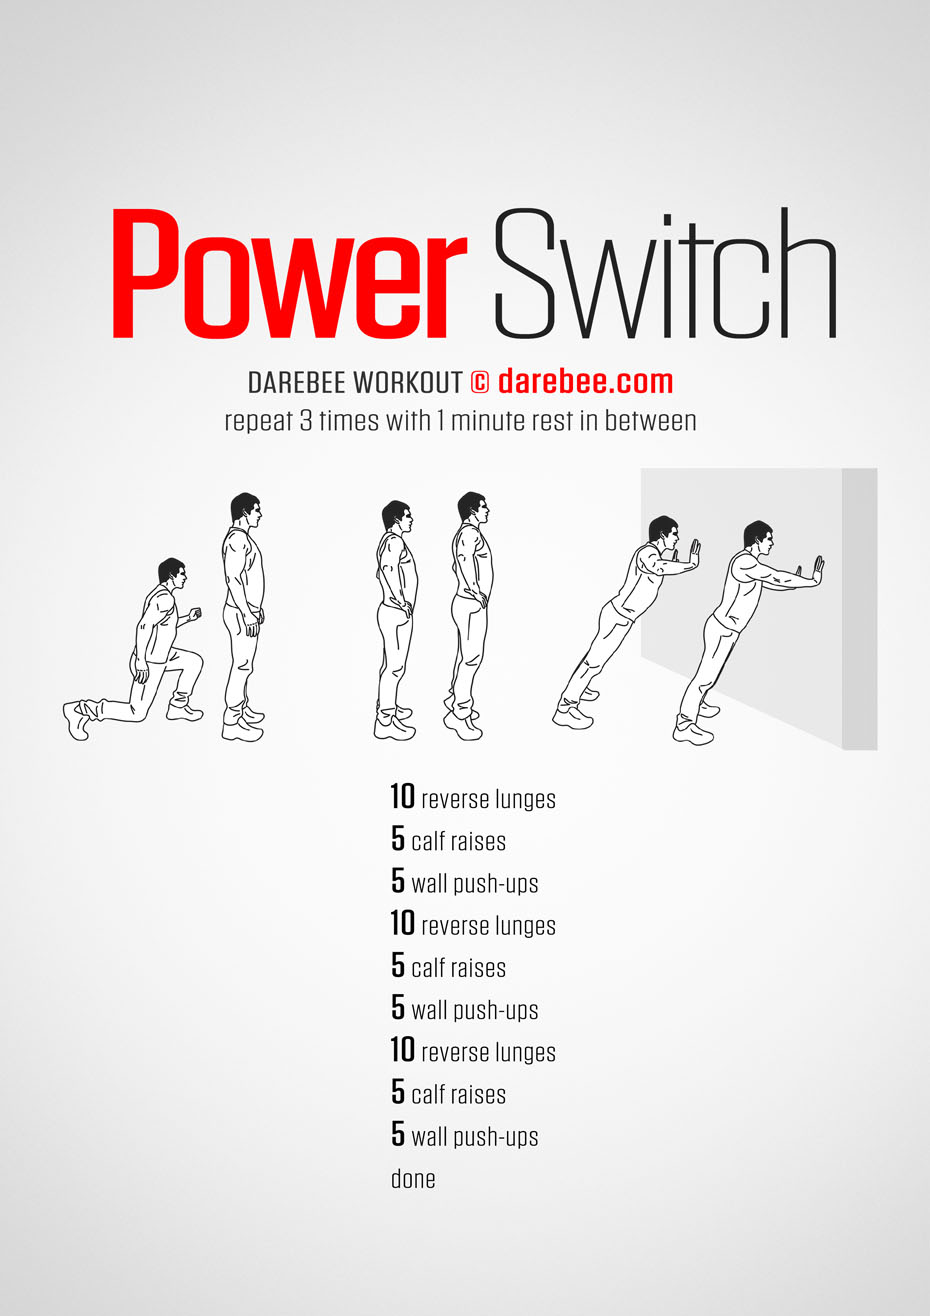 Power Switch
DAREBEE WORKOUT © darebee.com
repeat 3 times with 1 minute rest in between
10 reverse lunges
5 calf raises
5 wall push-ups
10 reverse lunges
5 calf raises
5 wall push-ups
10 reverse lunges
5 calf raises
5 wall push-ups
done